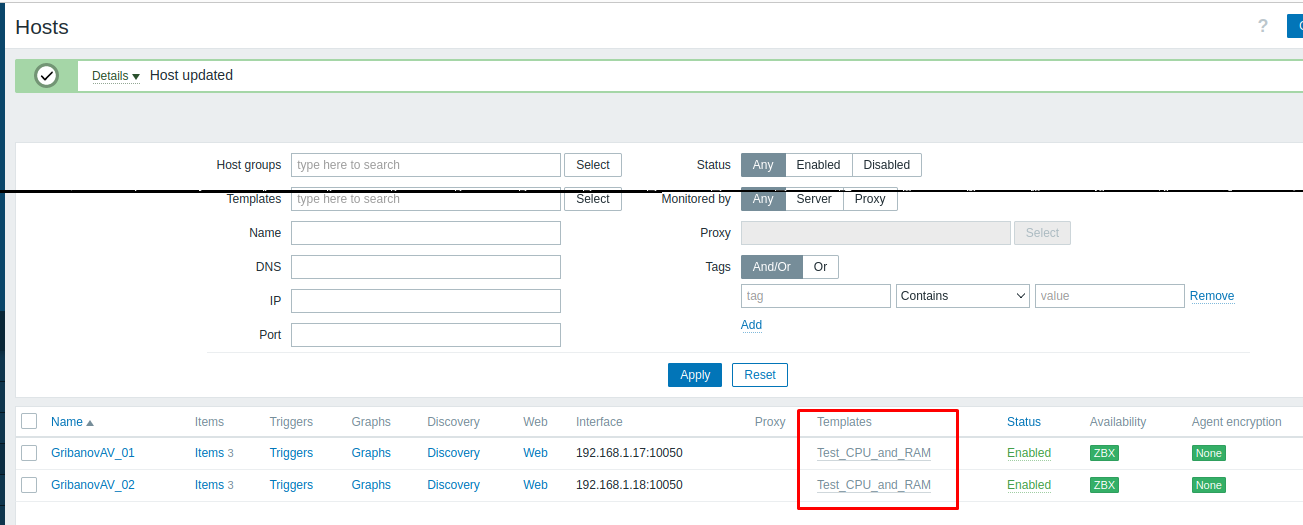 Hosts
?
Details Host updated
Host groups type here to search Select Status Any Enabled Disabled
Templates type here to search Select Monitored by Any Server Proxy
Name Proxy Select
DNS Tags And/Or Or
IP tag Contains value Remove
Port Add
Apply Reset
Name Items Triggers Graphs Discovery Web Interface Proxy Templates Status Availability Agent encryption
GribanovAV_01 Items 3 Triggers Graphs Discovery Web 192.168.1.17:10050 Test_CPU_and_RAM Enabled ZBX None
GribanovAV_02 Items 3 Triggers Graphs Discovery Web 192.168.1.18:10050 Test_CPU_and_RAM Enabled ZBX None